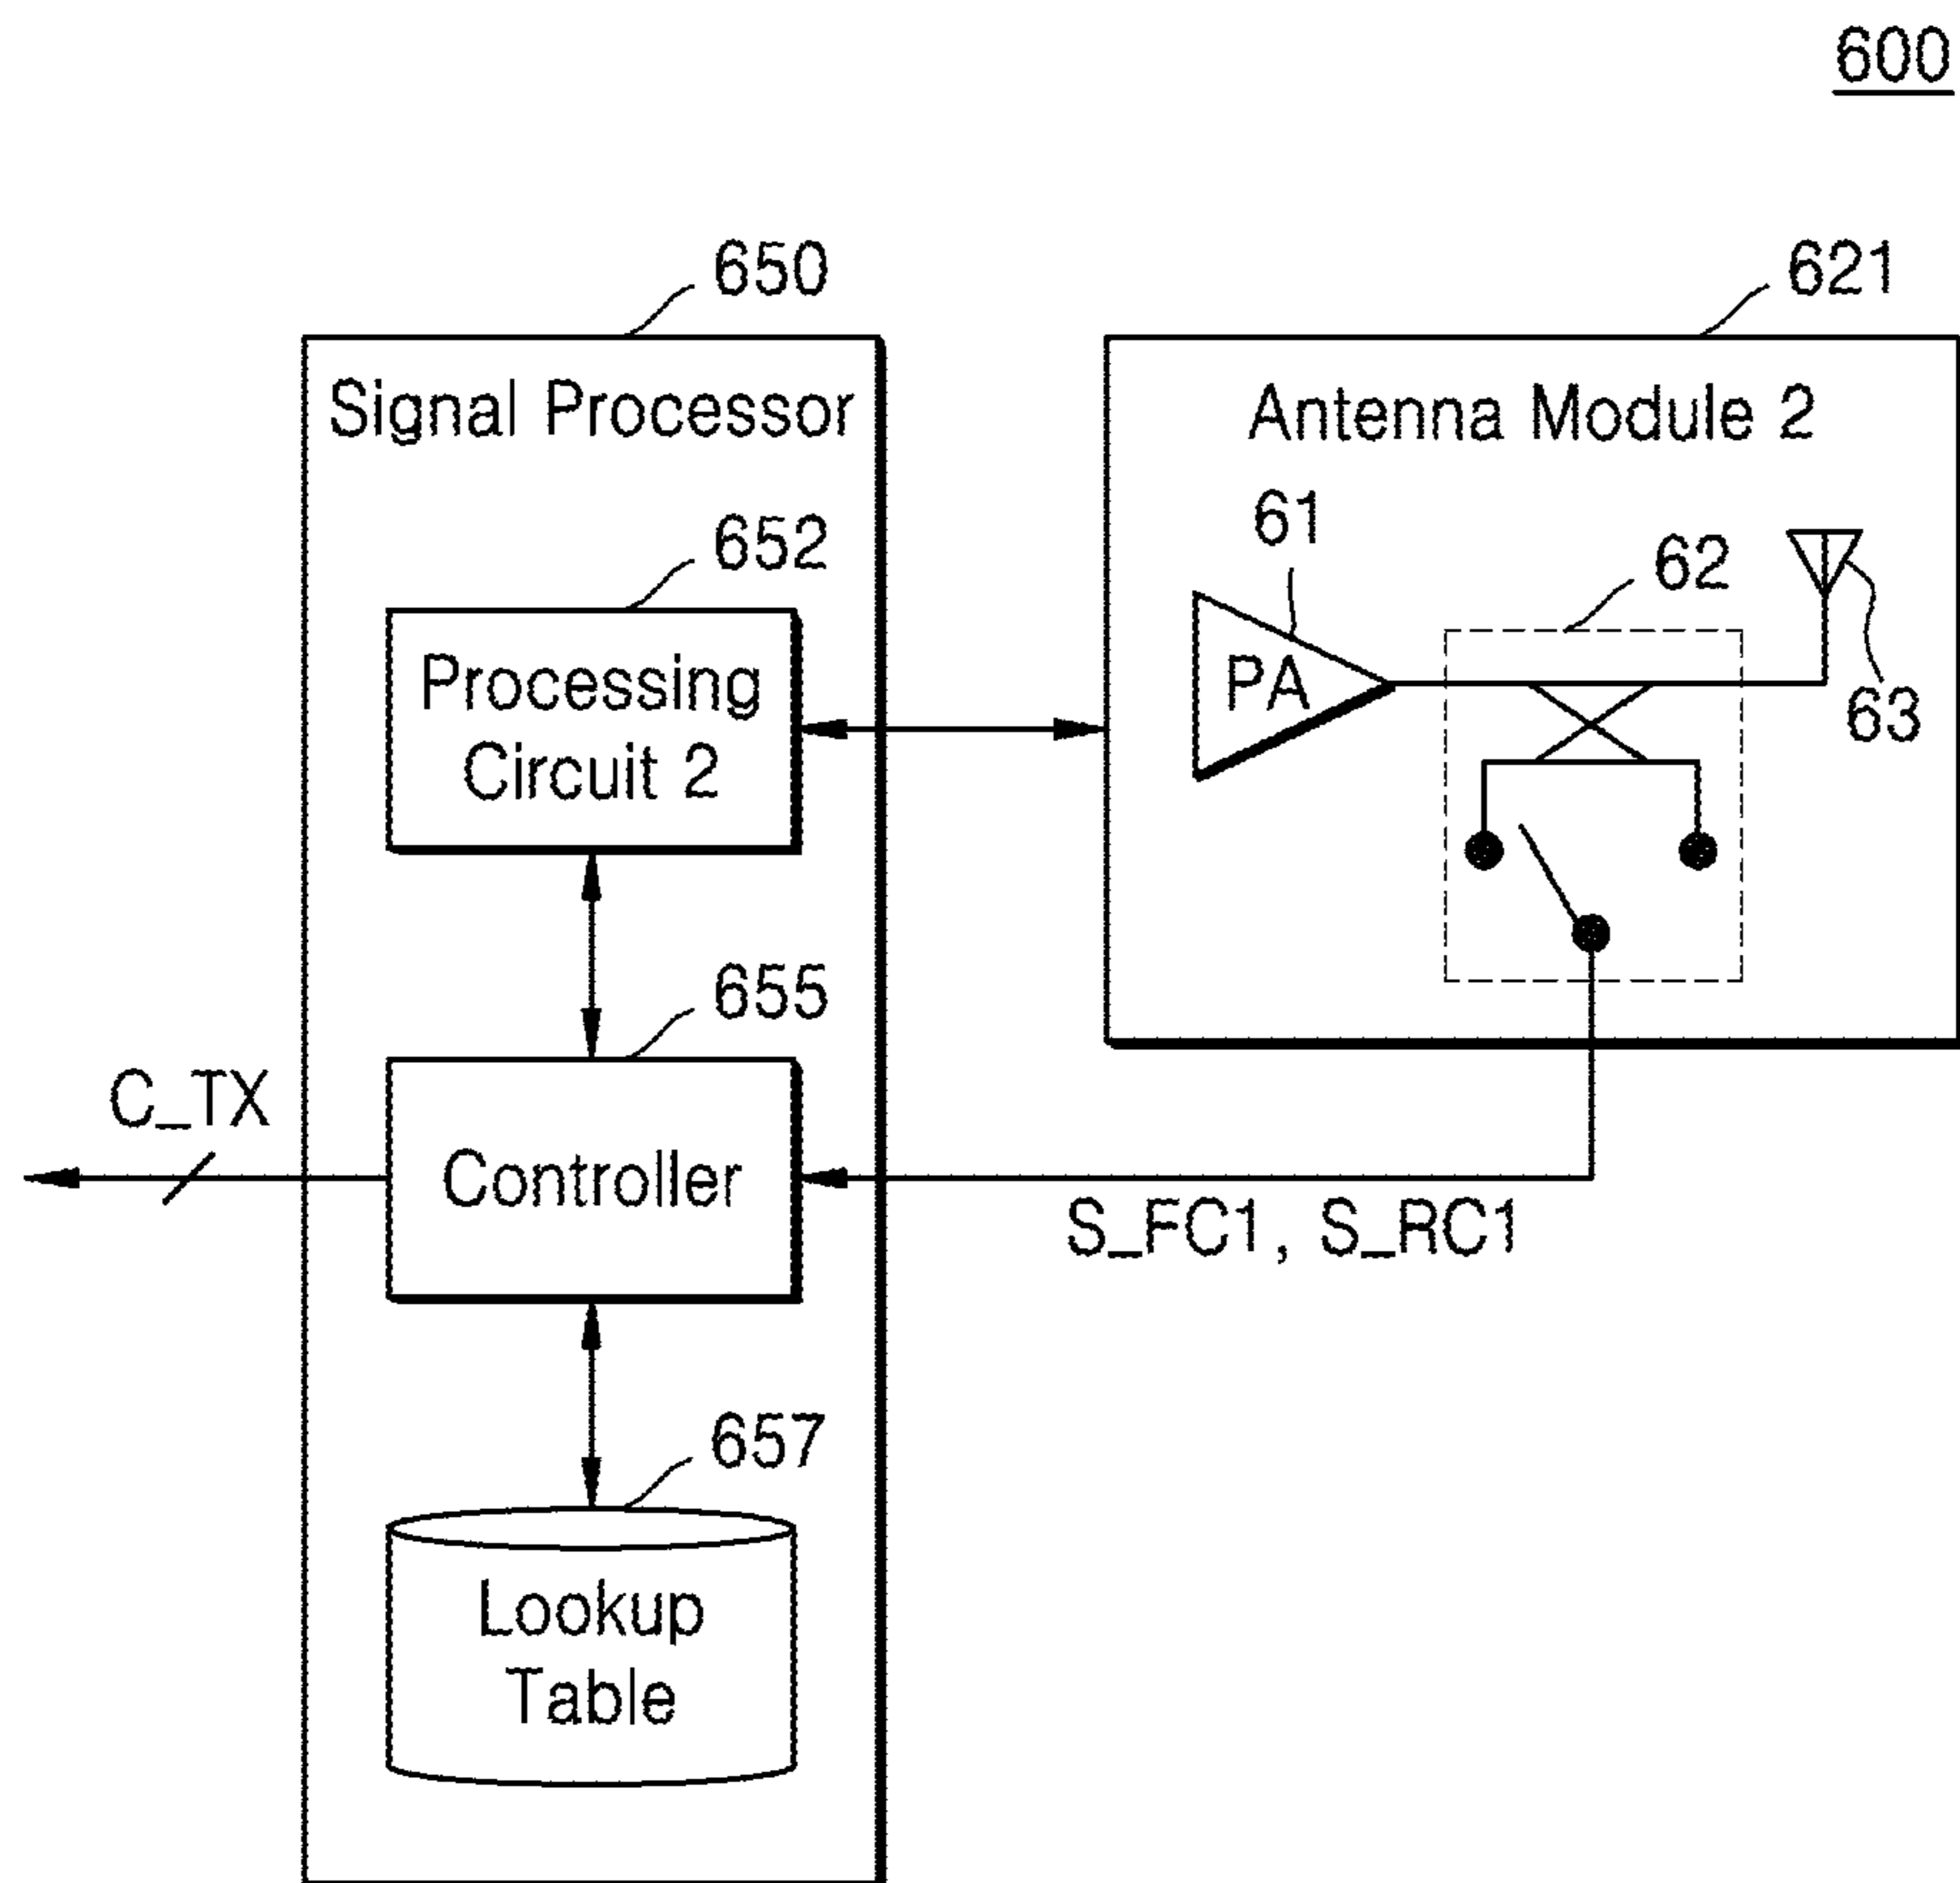 600
650
621
Signal Processor
Antenna Module 2
652
61
62
63
Processing
Circuit 2
PA
655
C_TX
Controller
S_FC1, S_RC1
657
Lookup
Table